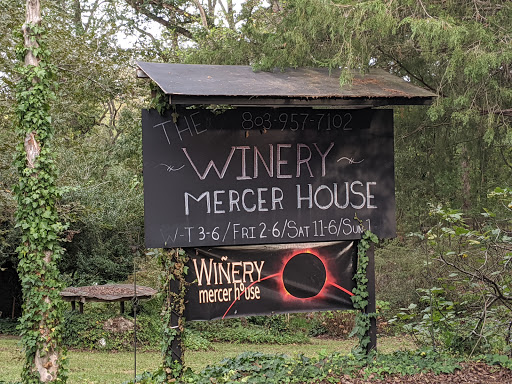 THE 803-957-7102
~ WINERY ~
MERCER HOUSE
W-T 3-6/FRI 2-6/SAT 11-6/SUN 1
WIÑERY
mercer house